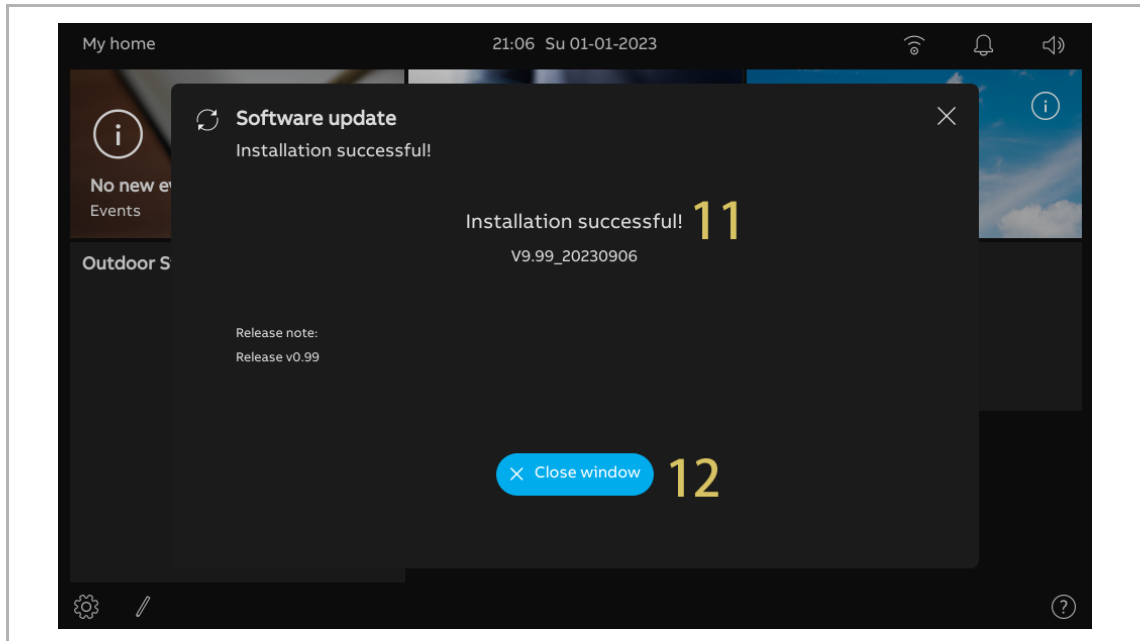 My home 21:06 Su 01-01-2023
Software update
Installation successful!
No new
Events
Installation successful! 11
V9.99_20230906
Outdoor
Release note:
Release v0.99
Close window 12